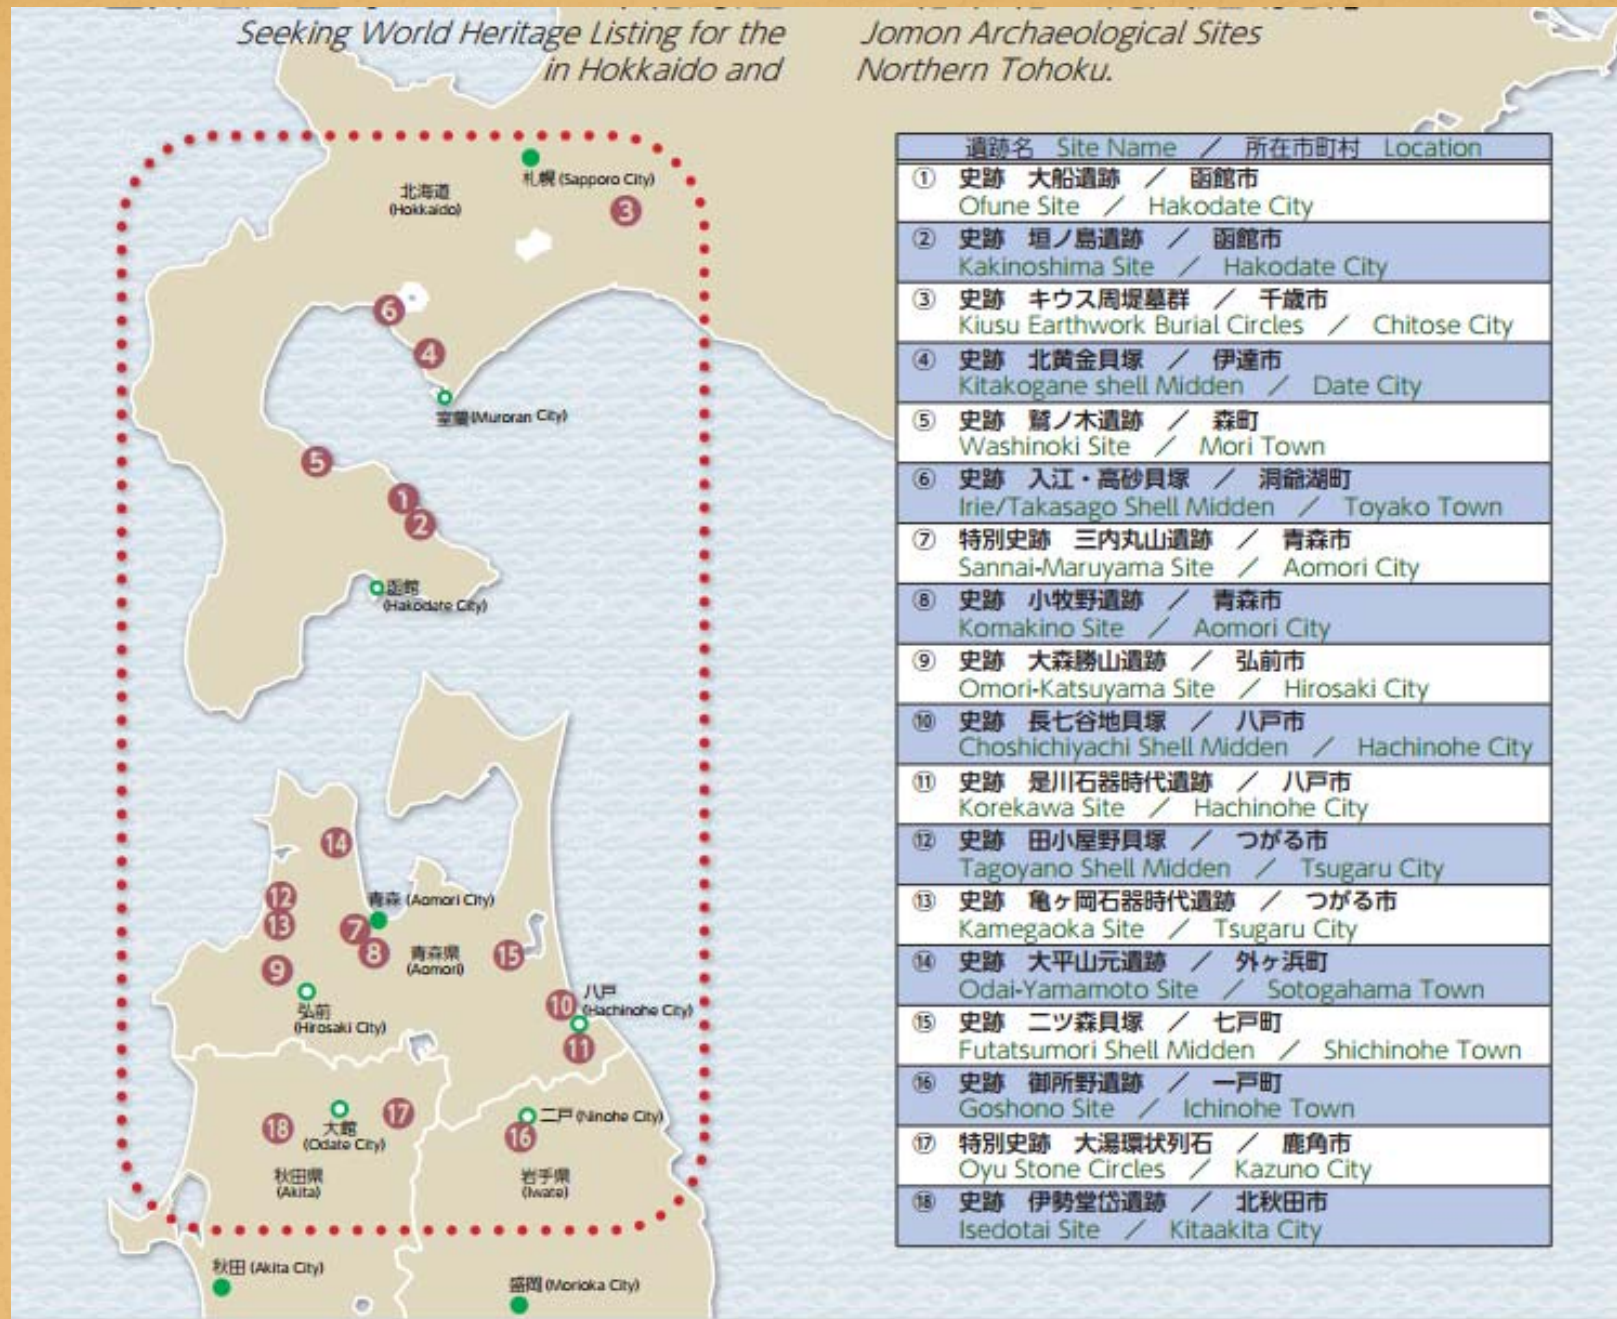 Seeking World Heritage Listing for the Jomon Archaeological Sites
in Hokkaido and Northern Tohoku.
札幌 (Sapporo City)
北海道
(Hokkaido)
3
6
4
室蘭 (Muroran City)
5
1
2
函館
(Hakodate City)
14
12
青森 (Aomori City)
13
7
8
青森県
(Aomori)
15
9
弘前
(Hirosaki City)
10
八戸
(Hachinohe City)
11
17
18
大館
(Odate City)
二戸 (Ninohe City)
16
秋田県
(Akita)
岩手県
(Iwate)
秋田 (Akita City)
盛岡 (Morioka City)
遺跡名 Site Name ／ 所在市町村 Location
① 史跡 大船遺跡 ／ 函館市
Ofune Site ／ Hakodate City
② 史跡 垣ノ島遺跡 ／ 函館市
Kakinoshima Site ／ Hakodate City
③ 史跡 キウス周堤墓群 ／ 千歳市
Kiusu Earthwork Burial Circles ／ Chitose City
④ 史跡 北黄金貝塚 ／ 伊達市
Kitakogane shell Midden ／ Date City
⑤ 史跡 鷲ノ木遺跡 ／ 森町
Washinoki Site ／ Mori Town
⑥ 史跡 入江・高砂貝塚 ／ 洞爺湖町
Irie/Takasago Shell Midden ／ Toyako Town
⑦ 特別史跡 三内丸山遺跡 ／ 青森市
Sannai-Maruyama Site ／ Aomori City
⑧ 史跡 小牧野遺跡 ／ 青森市
Komakino Site ／ Aomori City
⑨ 史跡 大森勝山遺跡 ／ 弘前市
Omori-Katsuyama Site ／ Hirosaki City
⑩ 史跡 長七谷地貝塚 ／ 八戸市
Choshichiyachi Shell Midden ／ Hachinohe City
⑪ 史跡 是川石器時代遺跡 ／ 八戸市
Korekawa Site ／ Hachinohe City
⑫ 史跡 田小屋野貝塚 ／ つがる市
Tagoyano Shell Midden ／ Tsugaru City
⑬ 史跡 亀ヶ岡石器時代遺跡 ／ つがる市
Kamegaoka Site ／ Tsugaru City
⑭ 史跡 大平山元遺跡 ／ 外ヶ浜町
Odai-Yamamoto Site ／ Sotogahama Town
⑮ 史跡 二ツ森貝塚 ／ 七戸町
Futatsumori Shell Midden ／ Shichinohe Town
⑯ 史跡 御所野遺跡 ／ 一戸町
Goshono Site ／ Ichinohe Town
⑰ 特別史跡 大湯環状列石 ／ 鹿角市
Oyu Stone Circles ／ Kazuno City
⑱ 史跡 伊勢堂岱遺跡 ／ 北秋田市
Isedotai Site ／ Kitaakita City